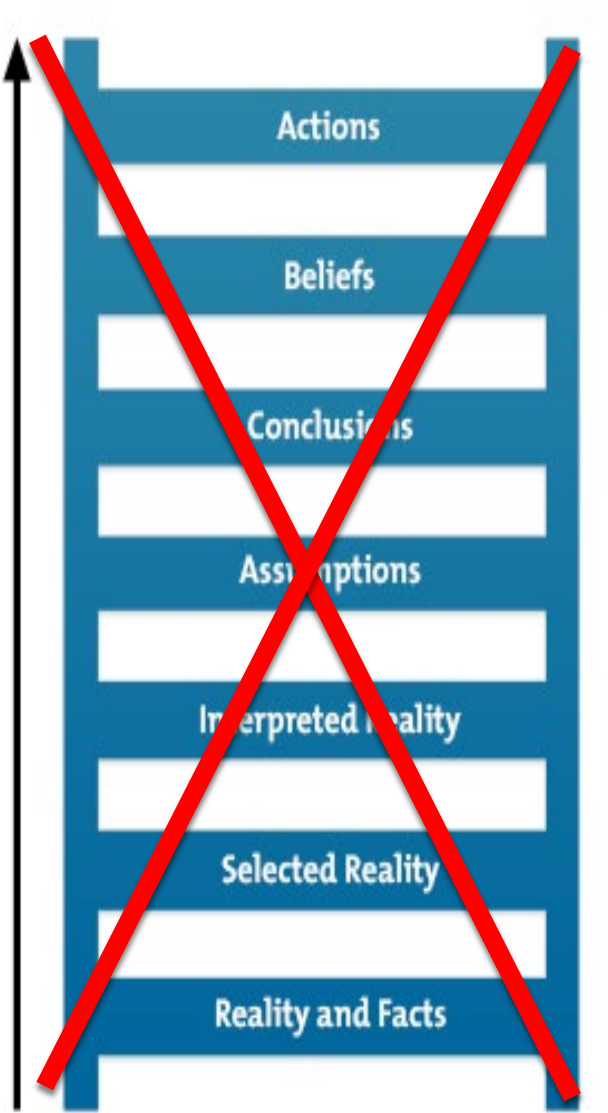 Actions
Beliefs
Conclusions
Assumptions
Interpreted Reality
Selected Reality
Reality and Facts